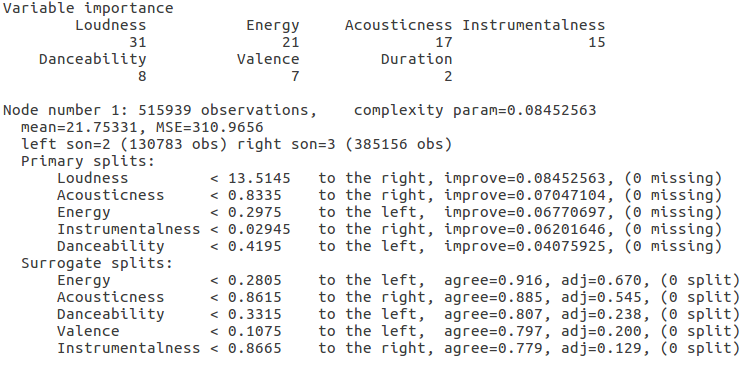 Variable importance
Loudness Energy Acousticness Instrumentalness
31 21 17 15
Danceability Valence Duration
8 7 2
Node number 1: 515939 observations, complexity param=0.08452563
mean=21.75331, MSE=310.9656
left son=2 (130783 obs) right son=3 (385156 obs)
Primary splits:
Loudness < 13.5145 to the right, improve=0.08452563, (0 missing)
Acousticness < 0.8335 to the right, improve=0.07047104, (0 missing)
Energy < 0.2975 to the left, improve=0.06770697, (0 missing)
Instrumentalness < 0.02945 to the right, improve=0.06201646, (0 missing)
Danceability < 0.4195 to the left, improve=0.04075925, (0 missing)
Surrogate splits:
Energy < 0.2805 to the left, agree=0.916, adj=0.670, (0 split)
Acousticness < 0.8615 to the right, agree=0.885, adj=0.545, (0 split)
Danceability < 0.3315 to the left, agree=0.807, adj=0.238, (0 split)
Valence < 0.1075 to the left, agree=0.797, adj=0.200, (0 split)
Instrumentalness < 0.8665 to the right, agree=0.779, adj=0.129, (0 split)